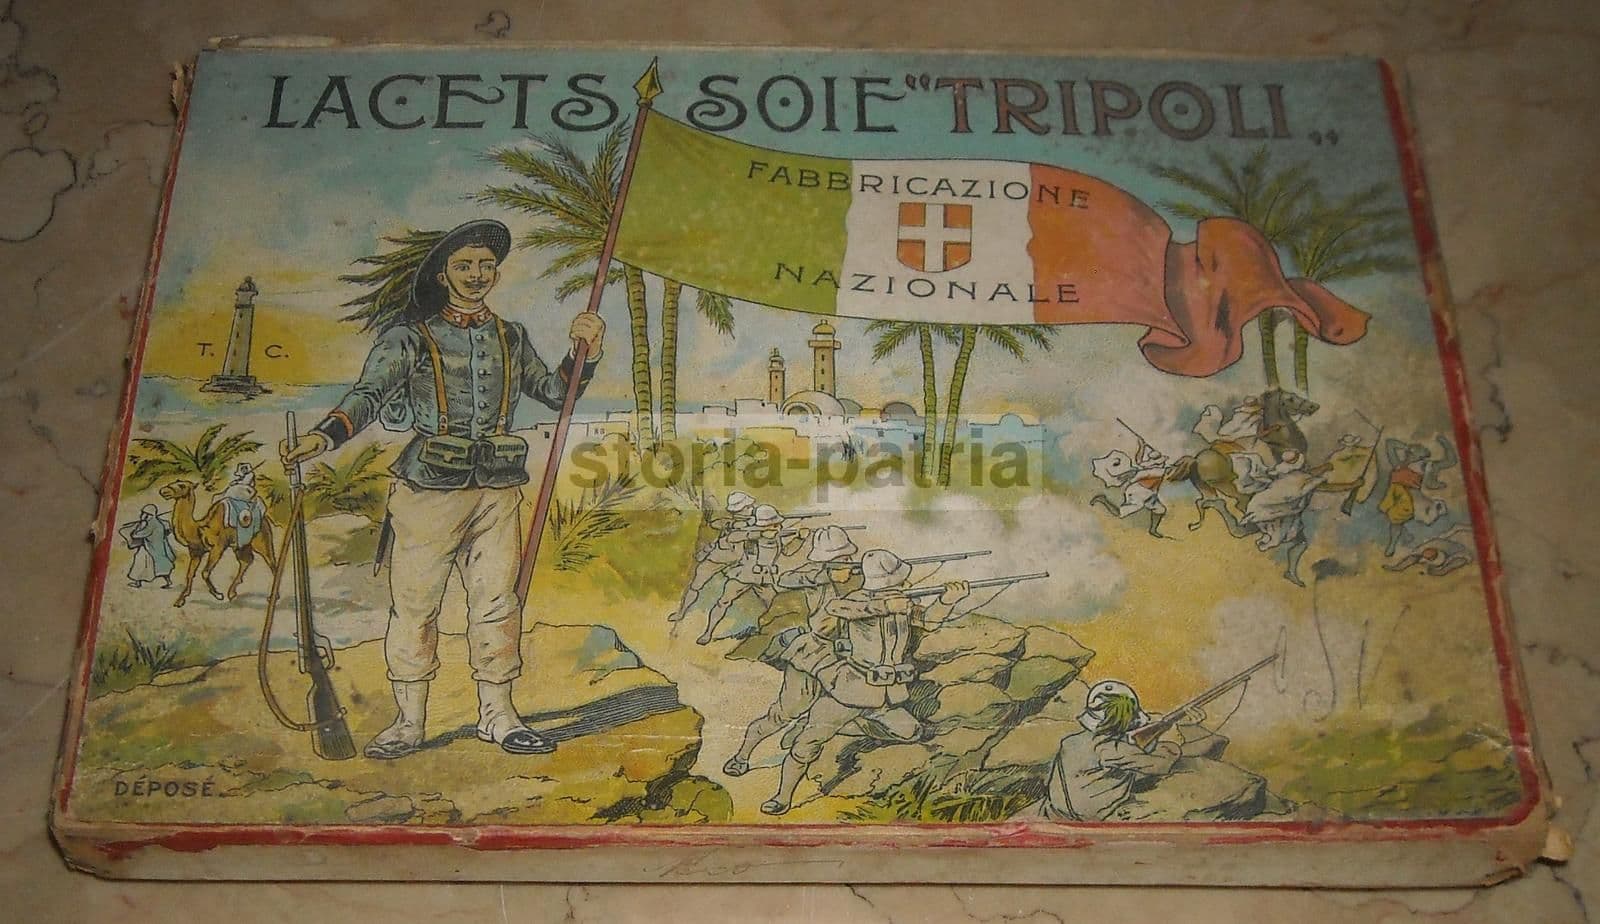 LACETS SOIE "TRIPOLI„
FABBRICAZIONE
NAZIONALE
T. C.
storia-patria
DÉPOSÉ